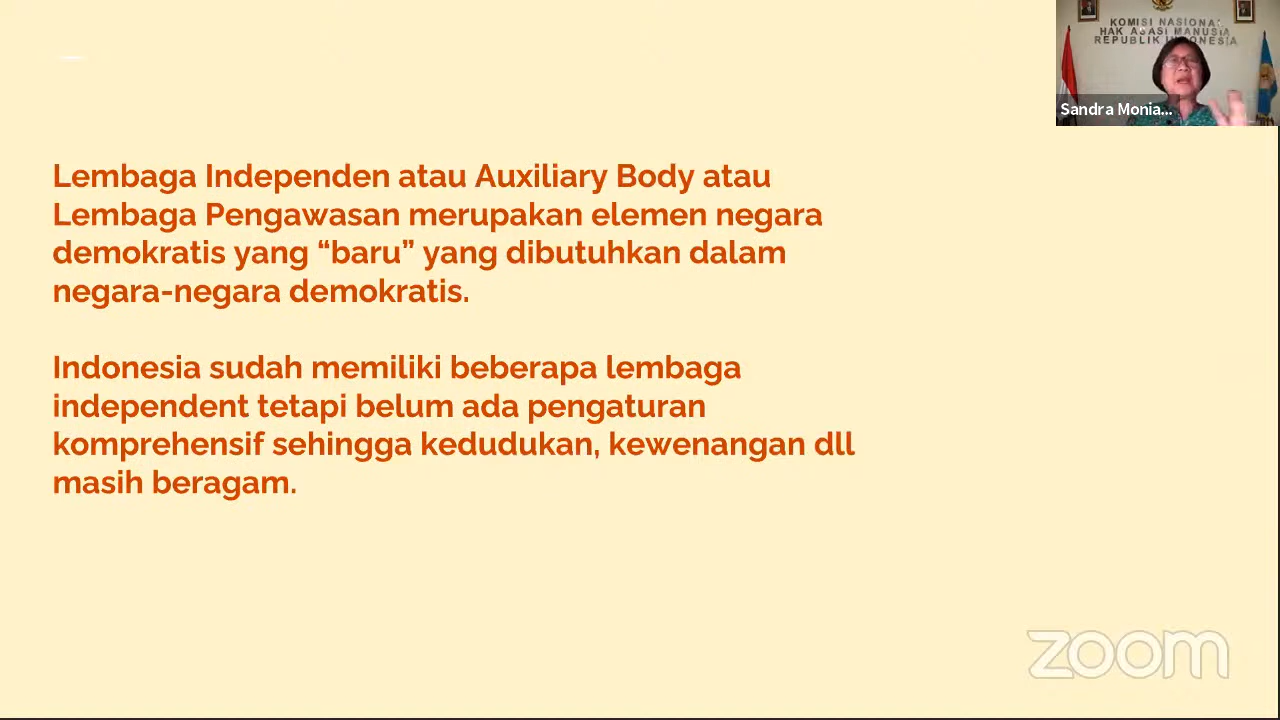 KOMISI NASIONAL
HAK ASASI MANUSIA
REPUBLIK INDONESIA
Sandra Monia...
Lembaga Independen atau Auxiliary Body atau
Lembaga Pengawasan merupakan elemen negara
demokratis yang “baru” yang dibutuhkan dalam
negara-negara demokratis.
Indonesia sudah memiliki beberapa lembaga
independent tetapi belum ada pengaturan
komprehensif sehingga kedudukan, kewenangan dll
masih beragam.
zoom